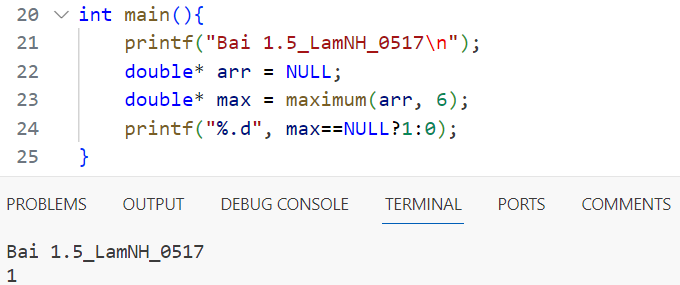 20 int main(){
21 printf("Bai 1.5_LamNH_0517\n");
22 double* arr = NULL;
23 double* max = maximum(arr, 6);
24 printf("%.d", max==NULL?1:0);
25 }
PROBLEMS OUTPUT DEBUG CONSOLE TERMINAL PORTS COMMENTS
Bai 1.5_LamNH_0517
1